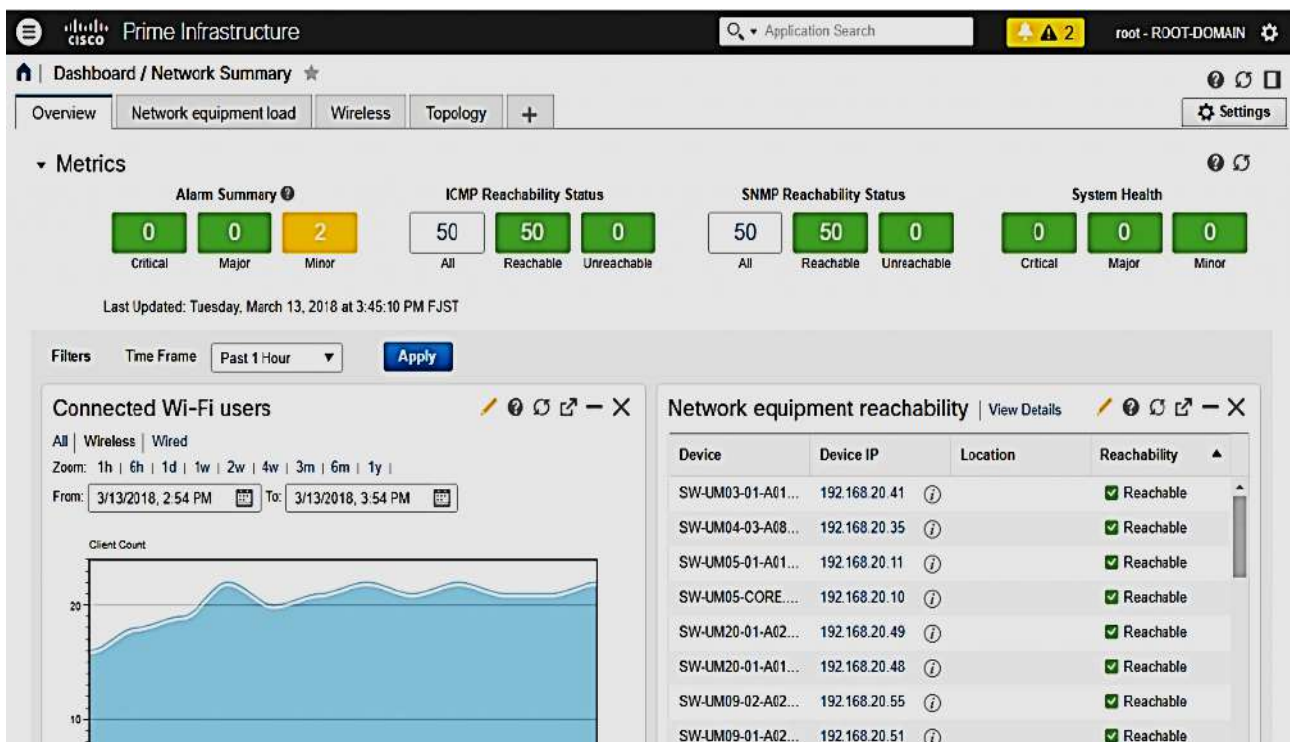 cisco Prime Infrastructure
Application Search
2
root - ROOT-DOMAIN
Dashboard / Network Summary
Overview
Network equipment load
Wireless
Topology
+
Settings
Metrics
Alarm Summary
0
Critical
0
Major
2
Minor
ICMP Reachability Status
50
All
50
Reachable
0
Unreachable
SNMP Reachability Status
50
All
50
Reachable
0
Unreachable
System Health
0
Critical
0
Major
0
Minor
Last Updated: Tuesday, March 13, 2018 at 3:45:10 PM FJST
Filters
Time Frame
Past 1 Hour
Apply
Connected Wi-Fi users
All | Wireless | Wired
Zoom: 1h | 6h | 1d | 1w | 2w | 4w | 3m | 6m | 1y |
From: 3/13/2018, 2:54 PM To: 3/13/2018, 3:54 PM
Client Count
20
10
Network equipment reachability | View Details
Device Device IP Location Reachability
SW-UM03-01-A01... 192.168.20.41 Reachable
SW-UM04-03-A08... 192.168.20.35 Reachable
SW-UM05-01-A01... 192.168.20.11 Reachable
SW-UM05-CORE.... 192.168.20.10 Reachable
SW-UM20-01-A02... 192.168.20.49 Reachable
SW-UM20-01-A01... 192.168.20.48 Reachable
SW-UM09-02-A02... 192.168.20.55 Reachable
SW-UM09-01-A02... 192.168.20.51 Reachable